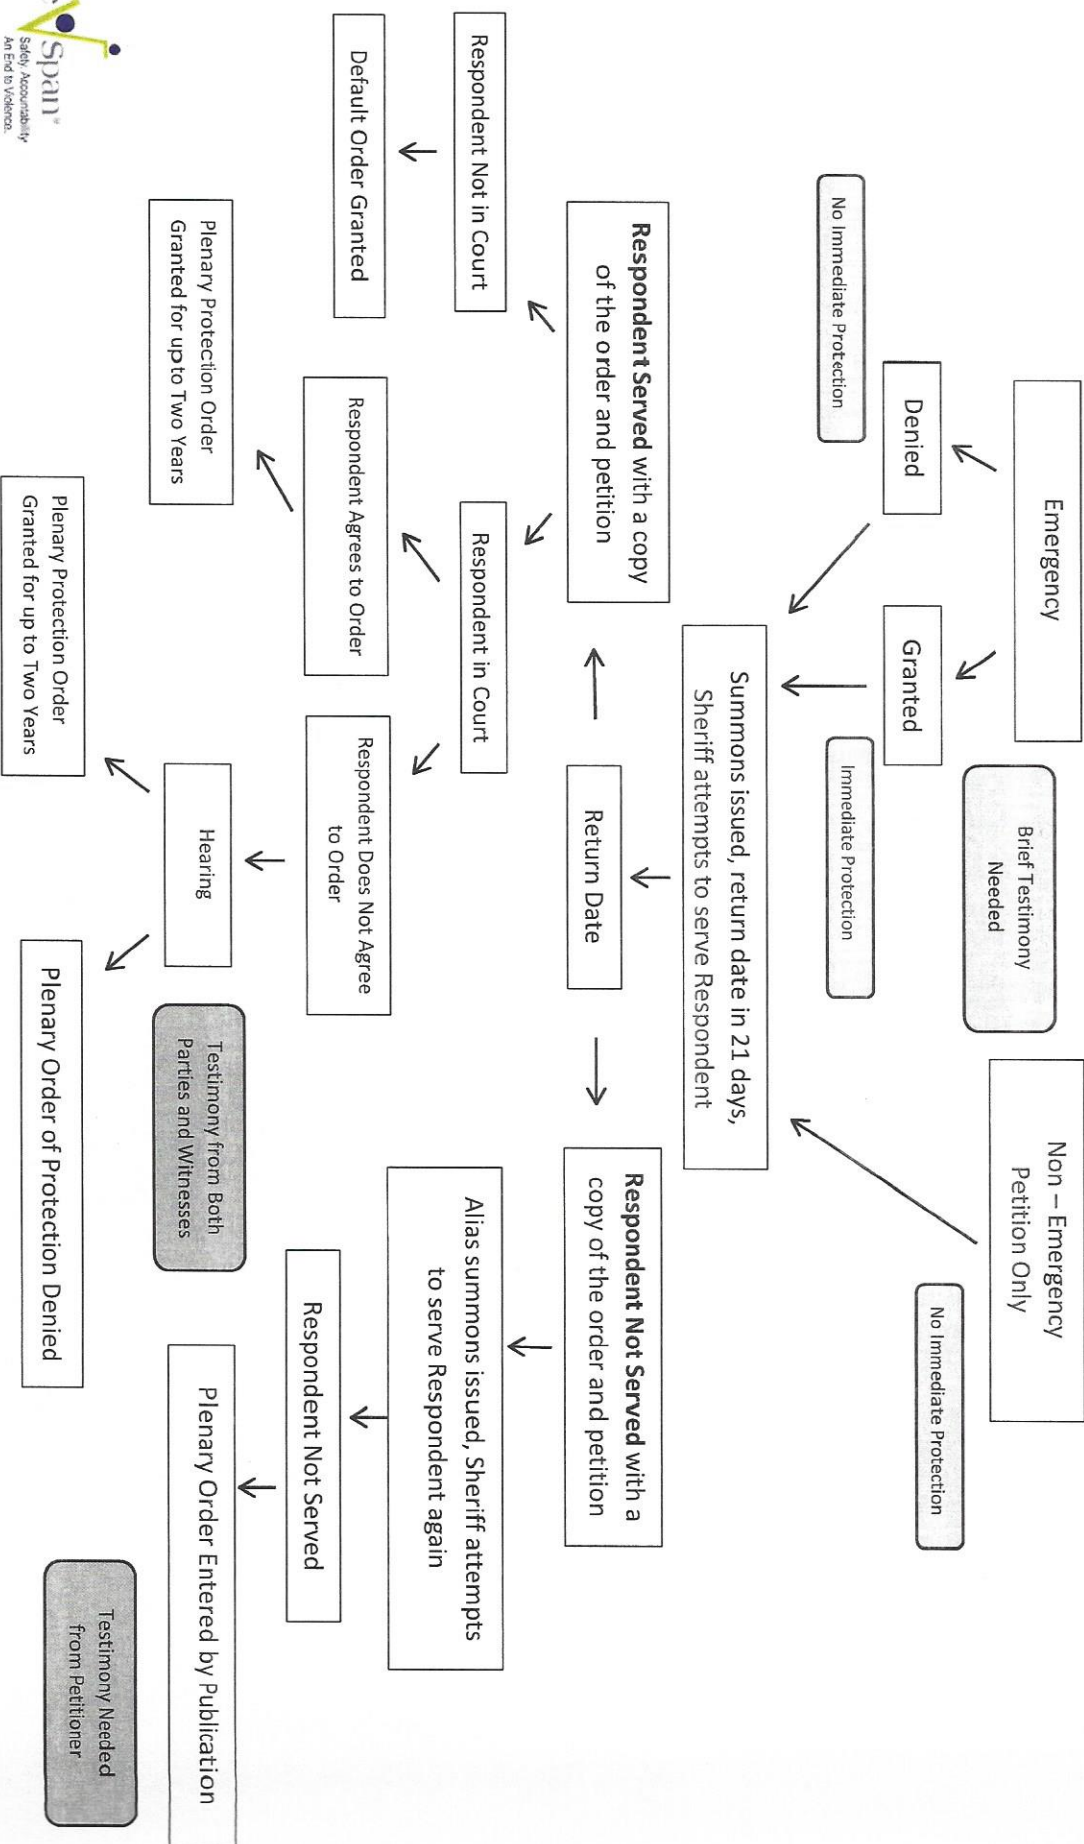 Emergency
Brief Testimony
Needed
Non – Emergency
Petition Only
Denied
Granted
No Immediate Protection
Immediate Protection
No Immediate Protection
Summons issued, return date in 21 days,
Sheriff attempts to serve Respondent
Respondent Served with a copy
of the order and petition
Return Date
Respondent Not Served with a
copy of the order and petition
Respondent Not in Court
Respondent in Court
Alias summons issued, Sheriff attempts
to serve Respondent again
Default Order Granted
Respondent Agrees to Order
Respondent Does Not Agree
to Order
Respondent Not Served
Plenary Protection Order
Granted for up to Two Years
Hearing
Testimony from Both
Parties and Witnesses
Plenary Order Entered by Publication
Plenary Protection Order
Granted for up to Two Years
Plenary Order of Protection Denied
Testimony Needed
from Petitioner
Span
Safety. Accountability
An End to Violence.